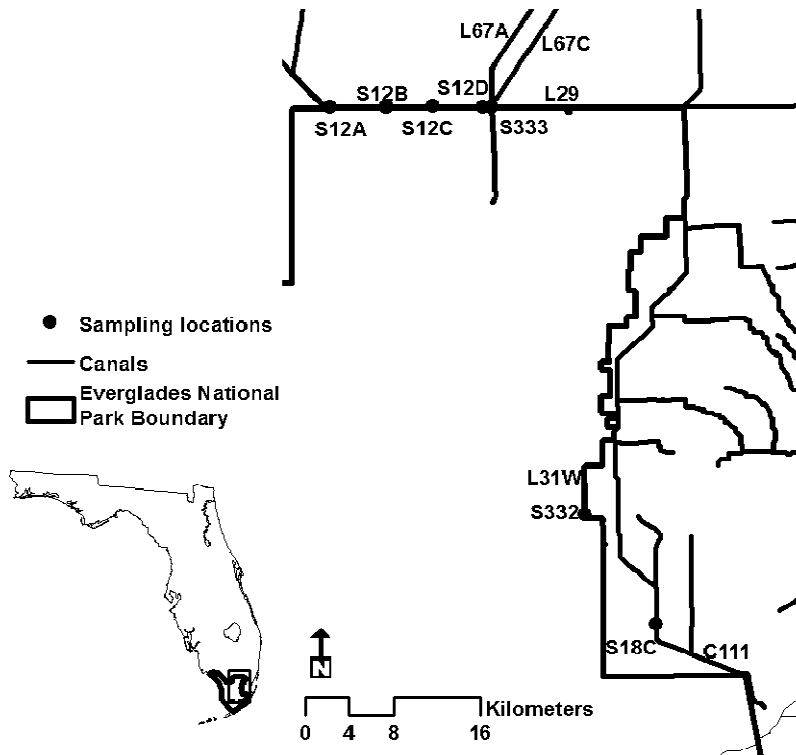 L67A
L67C
S12B
S12D
L29
S12A
S12C
S333
Sampling locations
Canals
Everglades National
Park Boundary
L31W
S332
S18C
C111
N
Kilometers
0 4 8 16